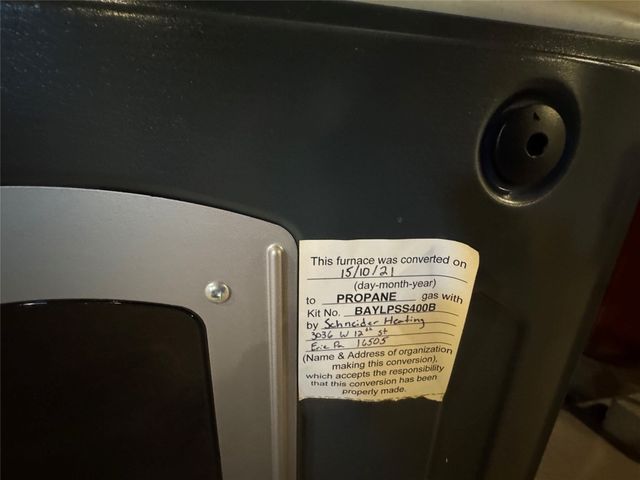 This furnace was converted on
15/10/21
(day-month-year)
to PROPANE gas with
Kit No. BAYLPSS400B
by Schneider Heating
3036 W 12th st
Erie Pa 16505
(Name & Address of organization
making this conversion),
which accepts the responsibility
that this conversion has been
properly made.